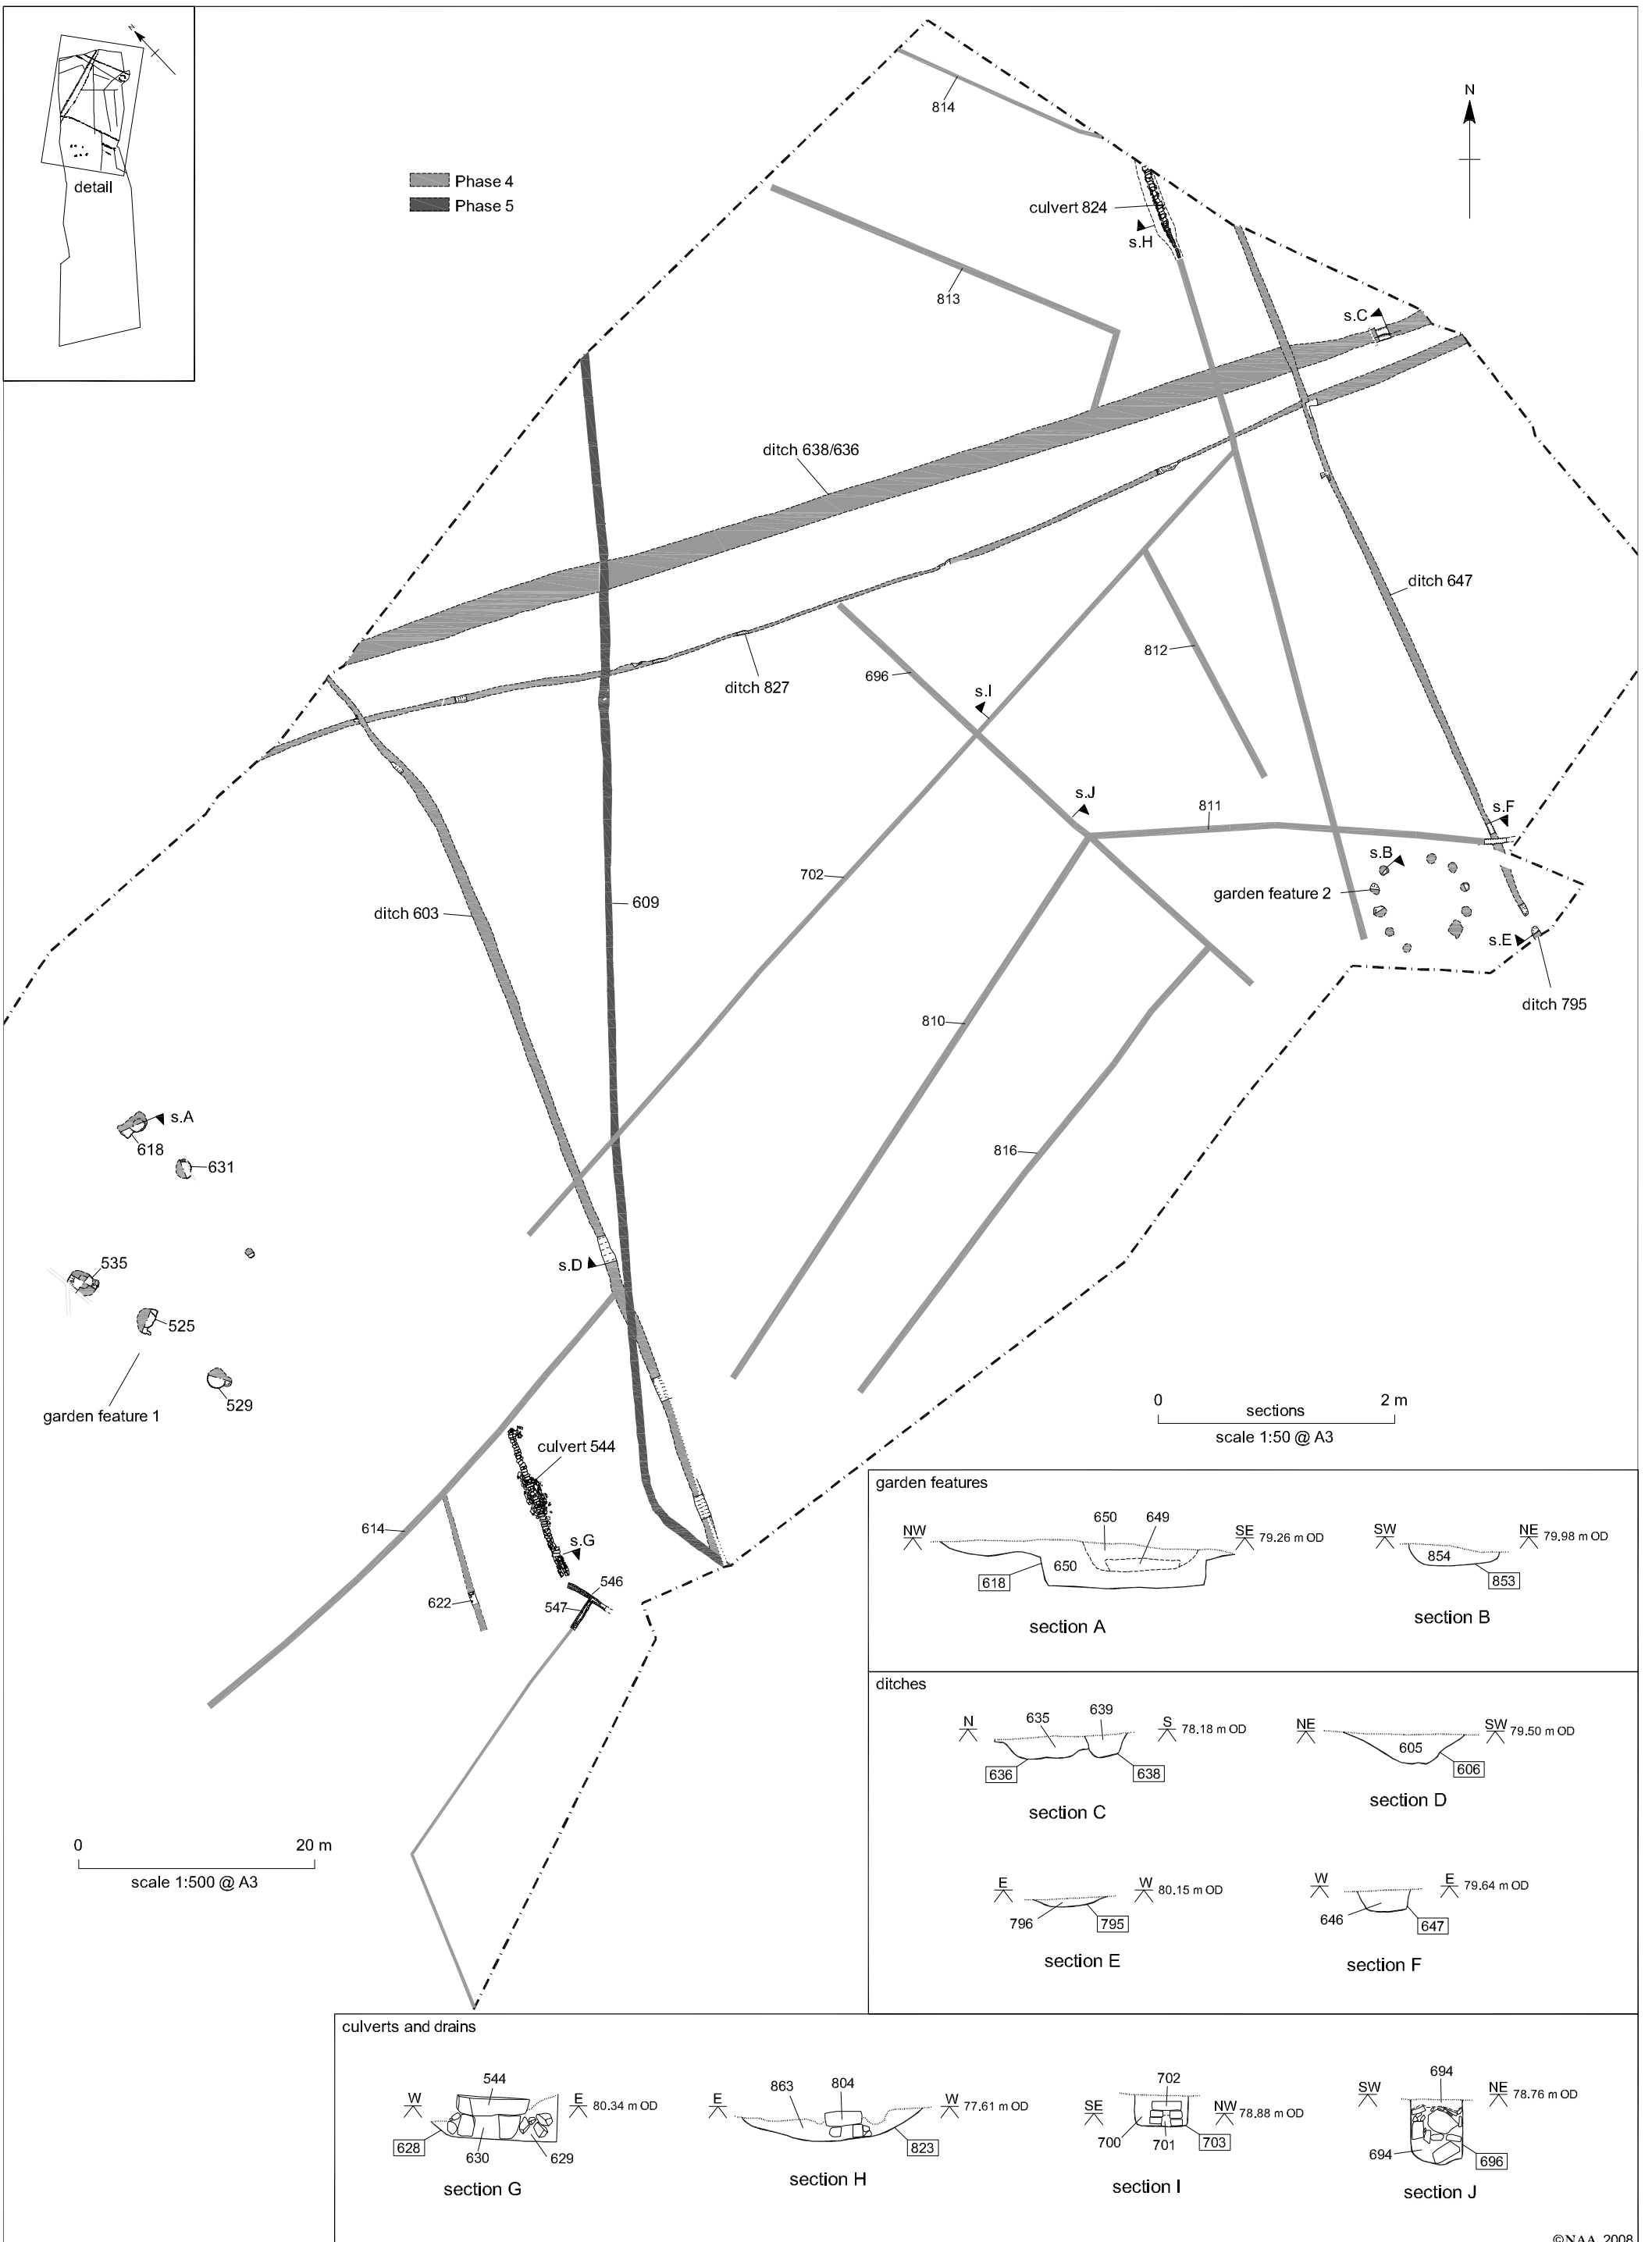 N
detail
Phase 4
Phase 5
N
814
culvert 824
s.H
813
s.C
ditch 638/636
ditch 647
812
696
ditch 827
s.I
s.J
811
s.F
s.B
702
garden feature 2
609
ditch 603
s.E
ditch 795
810
s.A
618
631
816
535
s.D
525
529
garden feature 1
0 2 m
sections
scale 1:50 @ A3
culvert 544
614
s.G
546
547
622
0 20 m
scale 1:500 @ A3
garden features
NW 650 649 SE 79.26 m OD
618 650
section A
SW NE 79.98 m OD
854
853
section B
ditches
N 635 639 S 78.18 m OD
636 638
section C
NE SW 79.50 m OD
605
606
section D
E W 80.15 m OD
796 795
section E
W E 79.64 m OD
646 647
section F
culverts and drains
544
W E 80.34 m OD
628 630 629
section G
863 804
E W 77.61 m OD
823
section H
702
SE NW 78.88 m OD
700 701 703
section I
694
SW NE 78.76 m OD
694 696
section J
©NAA 2008